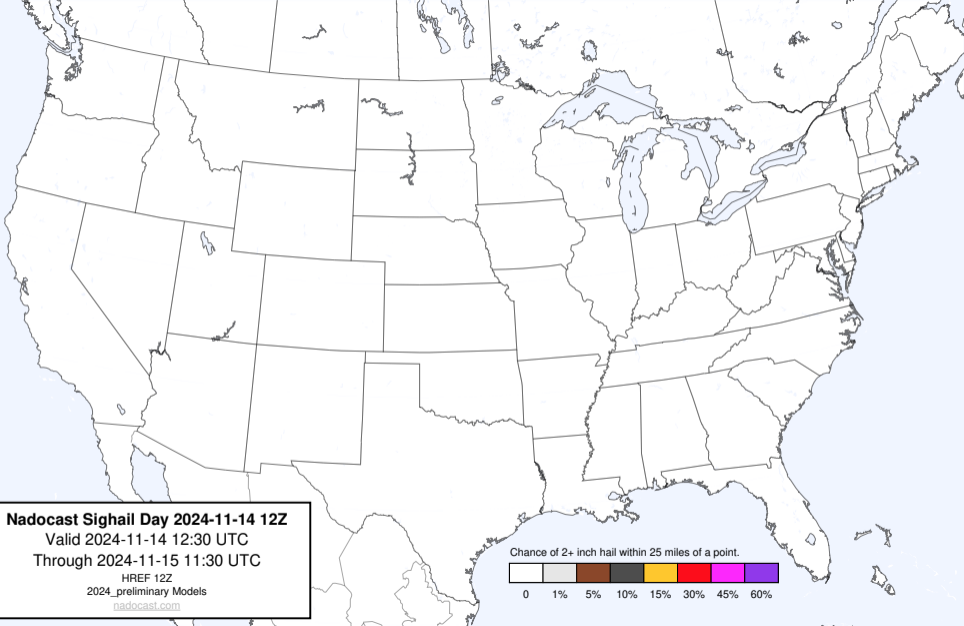 Nadocast Sighail Day 2024-11-14 12Z
Valid 2024-11-14 12:30 UTC
Through 2024-11-15 11:30 UTC
HREF 12Z
2024_preliminary Models
nadocast.com
Chance of 2+ inch hail within 25 miles of a point.
0 1% 5% 10% 15% 30% 45% 60%